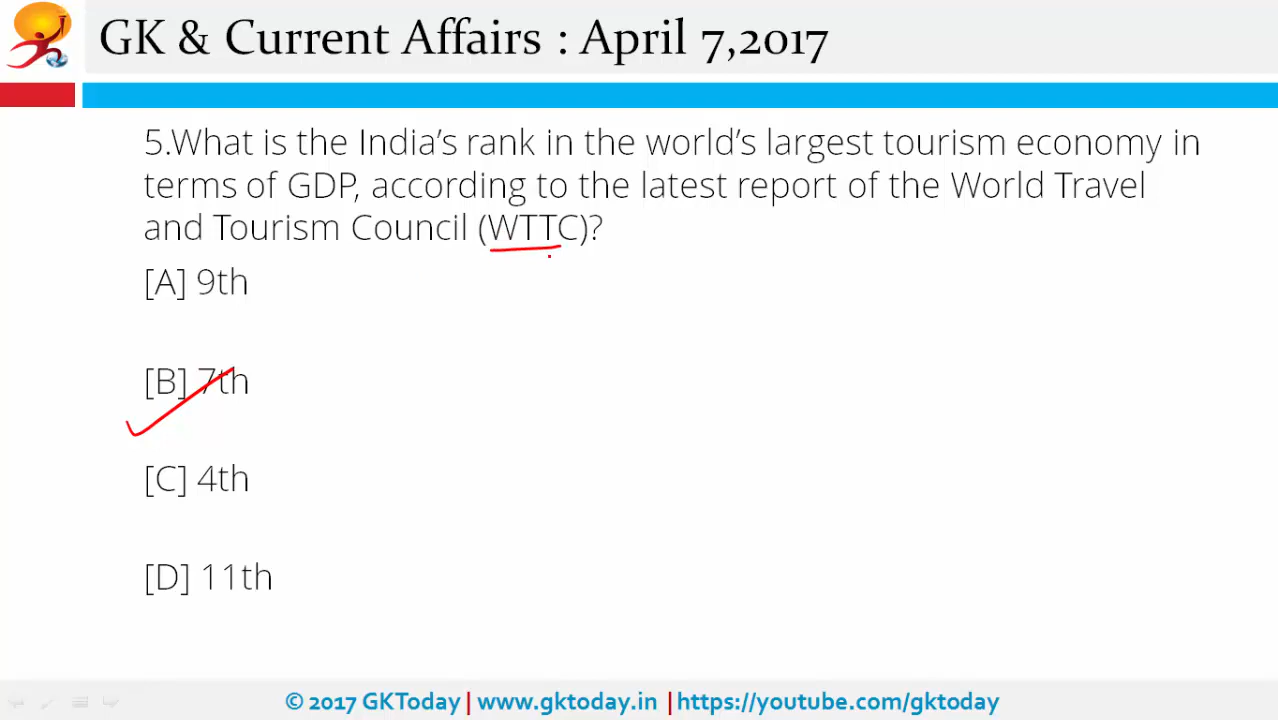 GK & Current Affairs : April 7,2017
5.What is the India's rank in the world's largest tourism economy in
terms of GDP, according to the latest report of the World Travel
and Tourism Council (WTTC)?
[A] 9th
[B] 7th
[C] 4th
[D] 11th
© 2017 GKToday | www.gktoday.in | https://youtube.com/gktoday